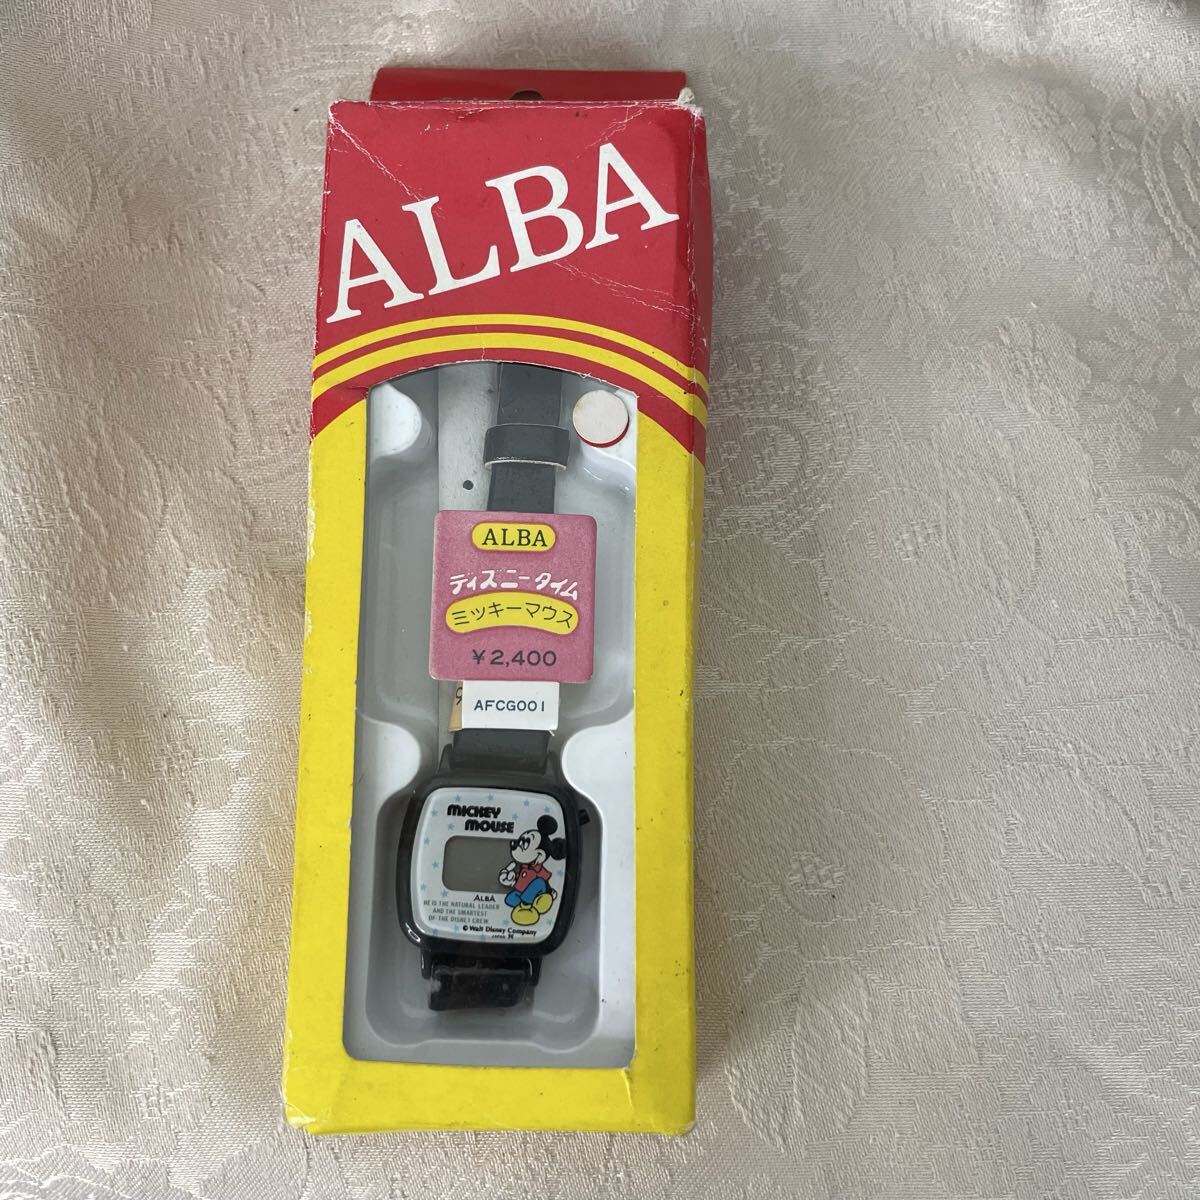 ALBA
ALBA
ディズニータイム
ミッキーマウス
¥2,400
AFCG001
MICKEY
MOUSE
ALBA
HE IS THE NATURAL LEADER
AND THE SMARTEST
OF THE DISNEY CREW
© Walt Disney Company
JAPAN M